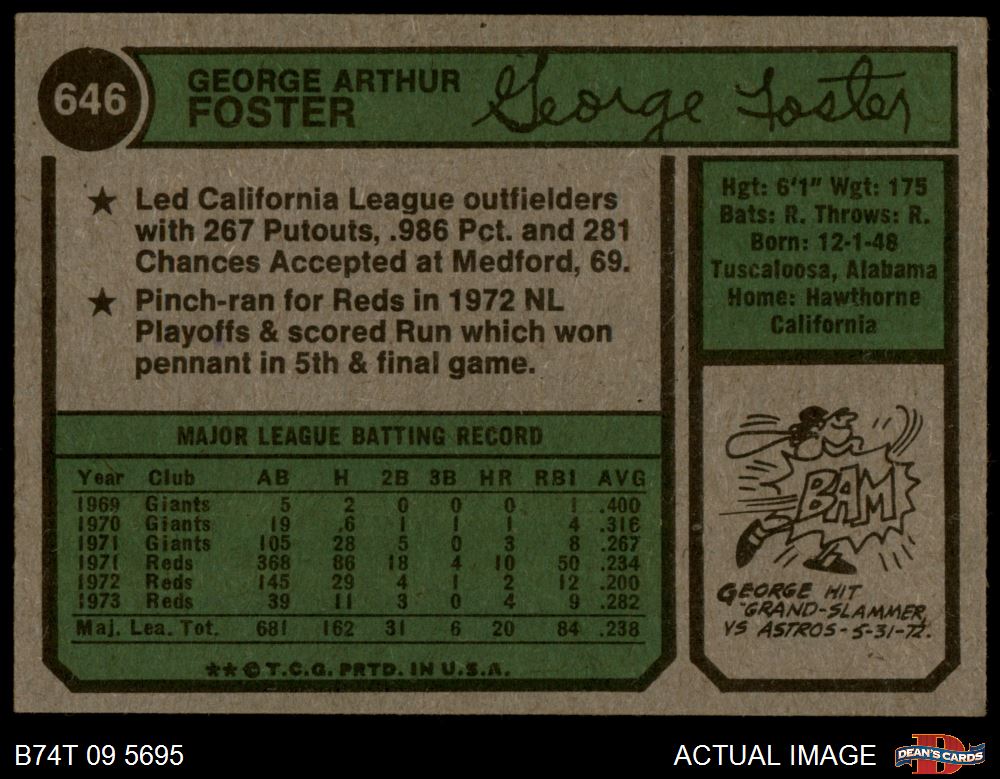 646
GEORGE ARTHUR
FOSTER
George Foster
★ Led California League outfielders
with 267 Putouts, .986 Pct. and 281
Chances Accepted at Medford, 69.
★ Pinch-ran for Reds in 1972 NL
Playoffs & scored Run which won
pennant in 5th & final game.
Hgt: 6'1" Wgt: 175
Bats: R. Throws: R.
Born: 12-1-48
Tuscaloosa, Alabama
Home: Hawthorne
California
MAJOR LEAGUE BATTING RECORD
Year Club AB H 2B 3B HR RBI AVG
1969 Giants 5 2 0 0 0 1 .400
1970 Giants 19 .6 1 1 1 4 .316
1971 Giants 105 28 5 0 3 8 .267
1971 Reds 368 86 18 4 10 50 .234
1972 Reds 145 29 4 1 2 12 .200
1973 Reds 39 11 3 0 4 9 .282
Maj. Lea. Tot. 681 162 31 6 20 84 .238
** © T.C.G. PRTD. IN U.S.A.
BAM
GEORGE HIT
"GRAND-SLAMMER,
VS ASTROS-5-31-72.
B74T 09 5695
ACTUAL IMAGE
D
DEAN'S CARDS